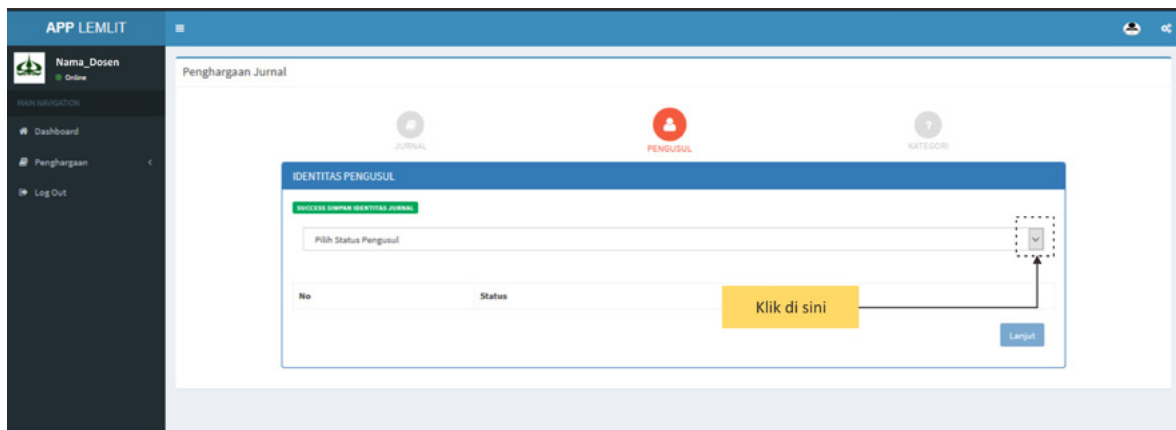 APP LEMLIT
Nama_Dosen
Online
MAIN NAVIGATION
Dashboard
Penghargaan
Log Out
Penghargaan Jurnal
JURNAL
PENGUSUL
KATEGORI
IDENTITAS PENGUSUL
SUCCESS SIMPAN IDENTITAS JURNAL
Pilih Status Pengusul
No Status
Klik di sini
Lanjut